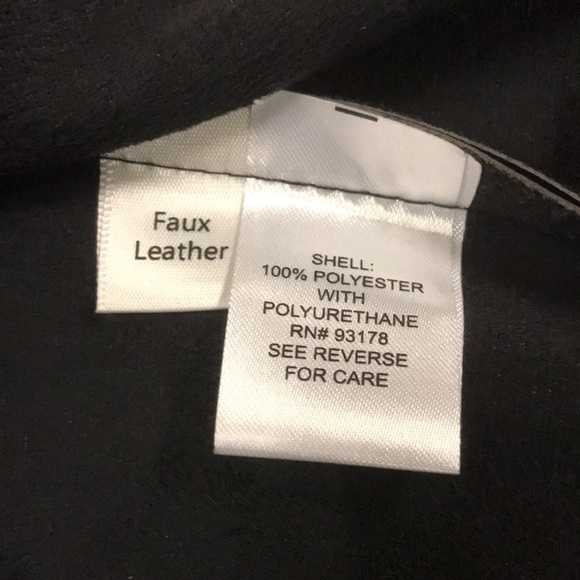 Faux
Leather
SHELL:
100% POLYESTER
WITH
POLYURETHANE
RN# 93178
SEE REVERSE
FOR CARE